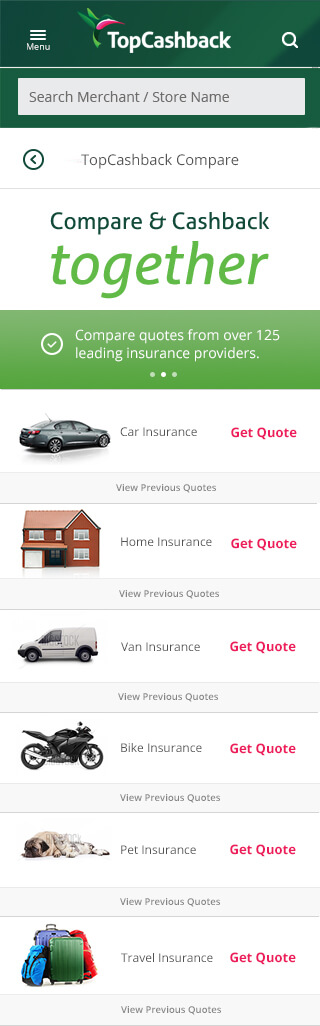 TopCashback
Menu
Search Merchant / Store Name
TopCashback Compare
Compare & Cashback
together
Compare quotes from over 125
leading insurance providers.
Car Insurance
Get Quote
View Previous Quotes
Home Insurance
Get Quote
View Previous Quotes
Van Insurance
Get Quote
View Previous Quotes
Bike Insurance
Get Quote
View Previous Quotes
Pet Insurance
Get Quote
View Previous Quotes
Travel Insurance
Get Quote
View Previous Quotes